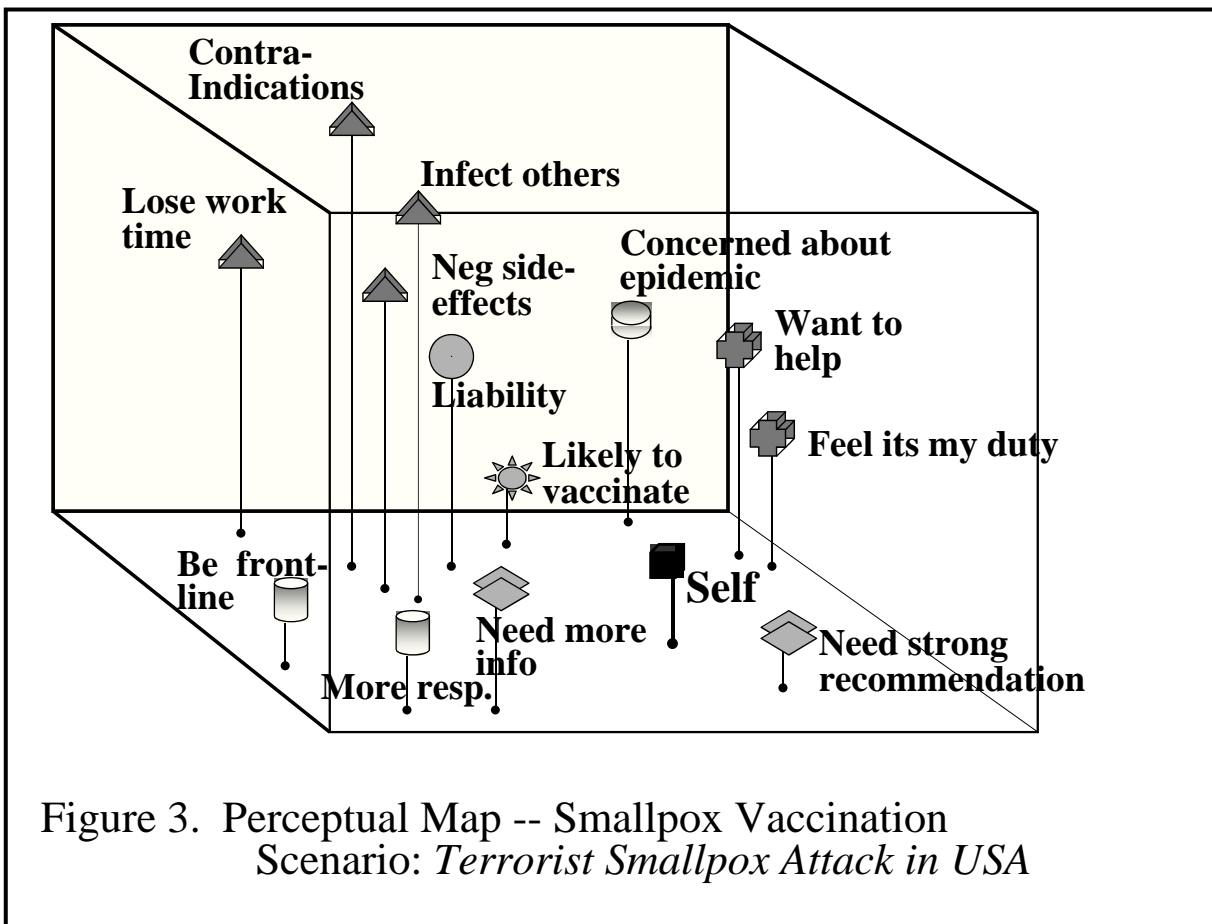 Contra-
Indications
Infect others
Lose work
time
Concerned about
epidemic
Neg side-
effects
Want to
help
Liability
Feel its my duty
Likely to
vaccinate
Be front-
line
Self
Need more
info
Need strong
recommendation
More resp.
Figure 3. Perceptual Map -- Smallpox Vaccination
Scenario: Terrorist Smallpox Attack in USA